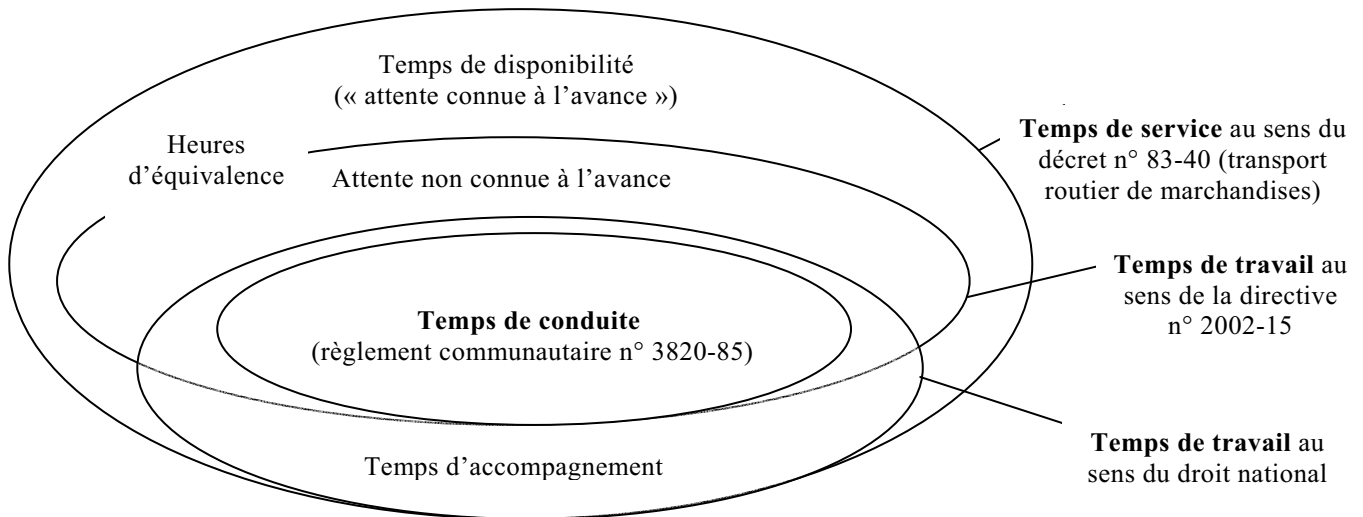 Temps de disponibilité
(« attente connue à l’avance »)
Heures
d’équivalence
Attente non connue à l’avance
Temps de conduite
(règlement communautaire n° 3820-85)
Temps d’accompagnement
Temps de service au sens du
décret n° 83-40 (transport
routier de marchandises)
Temps de travail au
sens de la directive
n° 2002-15
Temps de travail au
sens du droit national